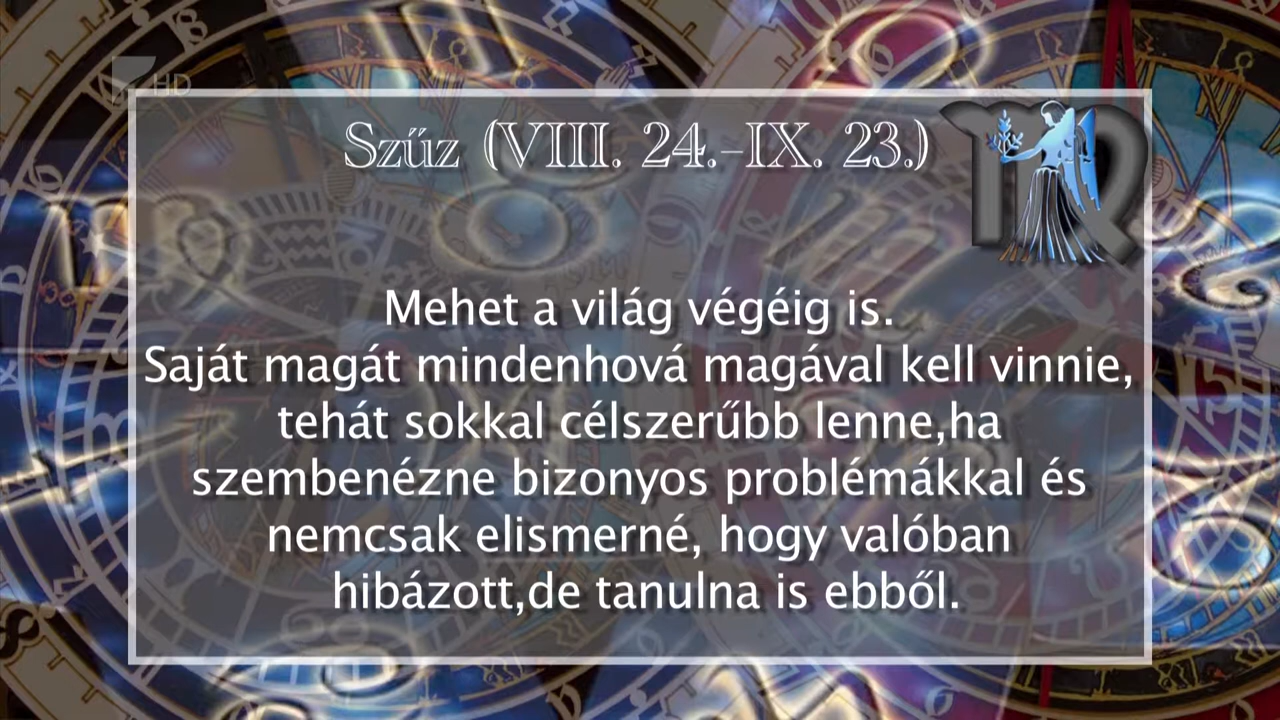 HD
Szűz (VIII. 24.-IX. 23.)
Mehet a világ végéig is.
Saját magát mindenhová magával kell vinnie,
tehát sokkal célszerűbb lenne,ha
szembenézne bizonyos problémákkal és
nemcsak elismerné, hogy valóban
hibázott,de tanulna is ebből.